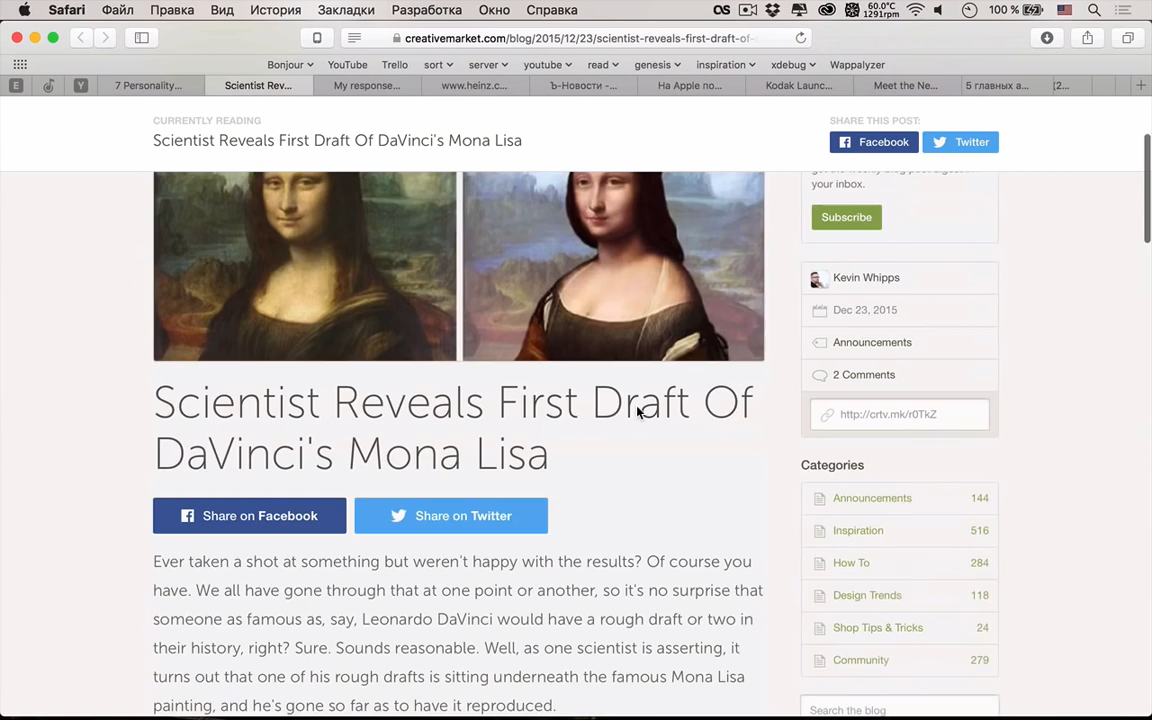 Safari Файл Правка Вид История Закладки Разработка Окно Справка
60.0°C
1291rpm
100 %
creativemarket.com/blog/2015/12/23/scientist-reveals-first-draft-of-
Bonjour YouTube Trello sort server youtube read genesis inspiration xdebug Wappalyzer
E Y 7 Personality... Scientist Rev... My response... www.heinz.c... Ъ-Новости -... На Apple по... Kodak Launc... Meet the Ne... 5 главных а... (2...
CURRENTLY READING
Scientist Reveals First Draft Of DaVinci's Mona Lisa
SHARE THIS POST:
Facebook Twitter
your inbox.
Subscribe
Kevin Whipps
Dec 23, 2015
Announcements
2 Comments
http://crtv.mk/r0TkZ
Scientist Reveals First Draft Of
DaVinci's Mona Lisa
Share on Facebook Share on Twitter
Ever taken a shot at something but weren't happy with the results? Of course you
have. We all have gone through that at one point or another, so it's no surprise that
someone as famous as, say, Leonardo DaVinci would have a rough draft or two in
their history, right? Sure. Sounds reasonable. Well, as one scientist is asserting, it
turns out that one of his rough drafts is sitting underneath the famous Mona Lisa
painting, and he's gone so far as to have it reproduced.
Categories
Announcements 144
Inspiration 516
How To 284
Design Trends 118
Shop Tips & Tricks 24
Community 279
Search the blog